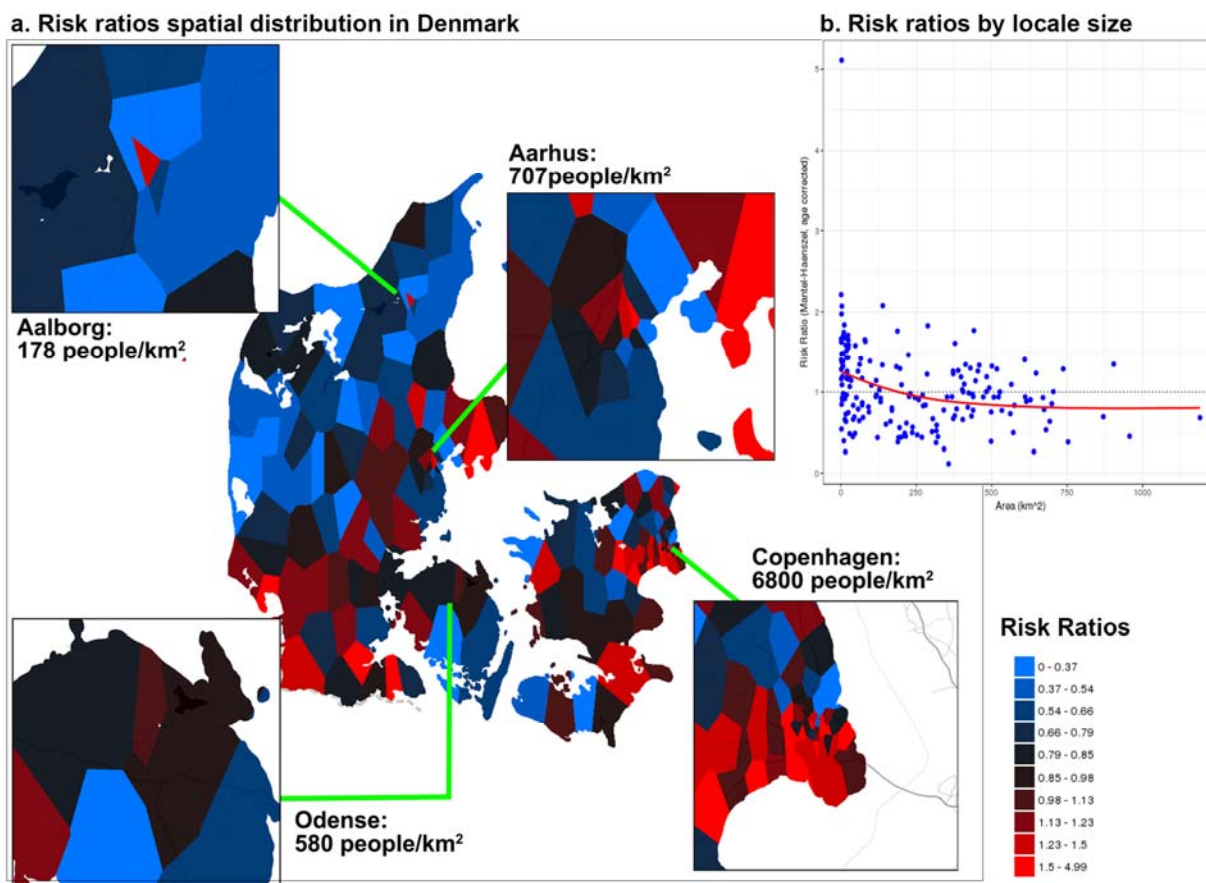 a. Risk ratios spatial distribution in Denmark
Aalborg:
178 people/km²
Aarhus:
707people/km²
Copenhagen:
6800 people/km²
Odense:
580 people/km²
b. Risk ratios by locale size
Risk Ratio (Mantel-Haenszel, age corrected)
5
4
3
2
1
0
0
250
500
750
1000
Area (km^2)
Risk Ratios
0 - 0.37
0.37 - 0.54
0.54 - 0.66
0.66 - 0.79
0.79 - 0.85
0.85 - 0.98
0.98 - 1.13
1.13 - 1.23
1.23 - 1.5
1.5 - 4.99